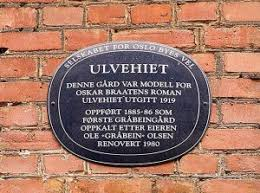 SELSKABET FOR OSLO BYES VEL
ULVEHIET
DENNE GÅRD VAR MODELL FOR
OSKAR BRAATENS ROMAN
ULVEHIET UTGITT 1919
OPPFØRT 1885-86 SOM
FØRSTE GRÅBEINGÅRD
OPPKALT ETTER EIEREN
OLE «GRÅBEIN» OLSEN
RENOVERT 1980